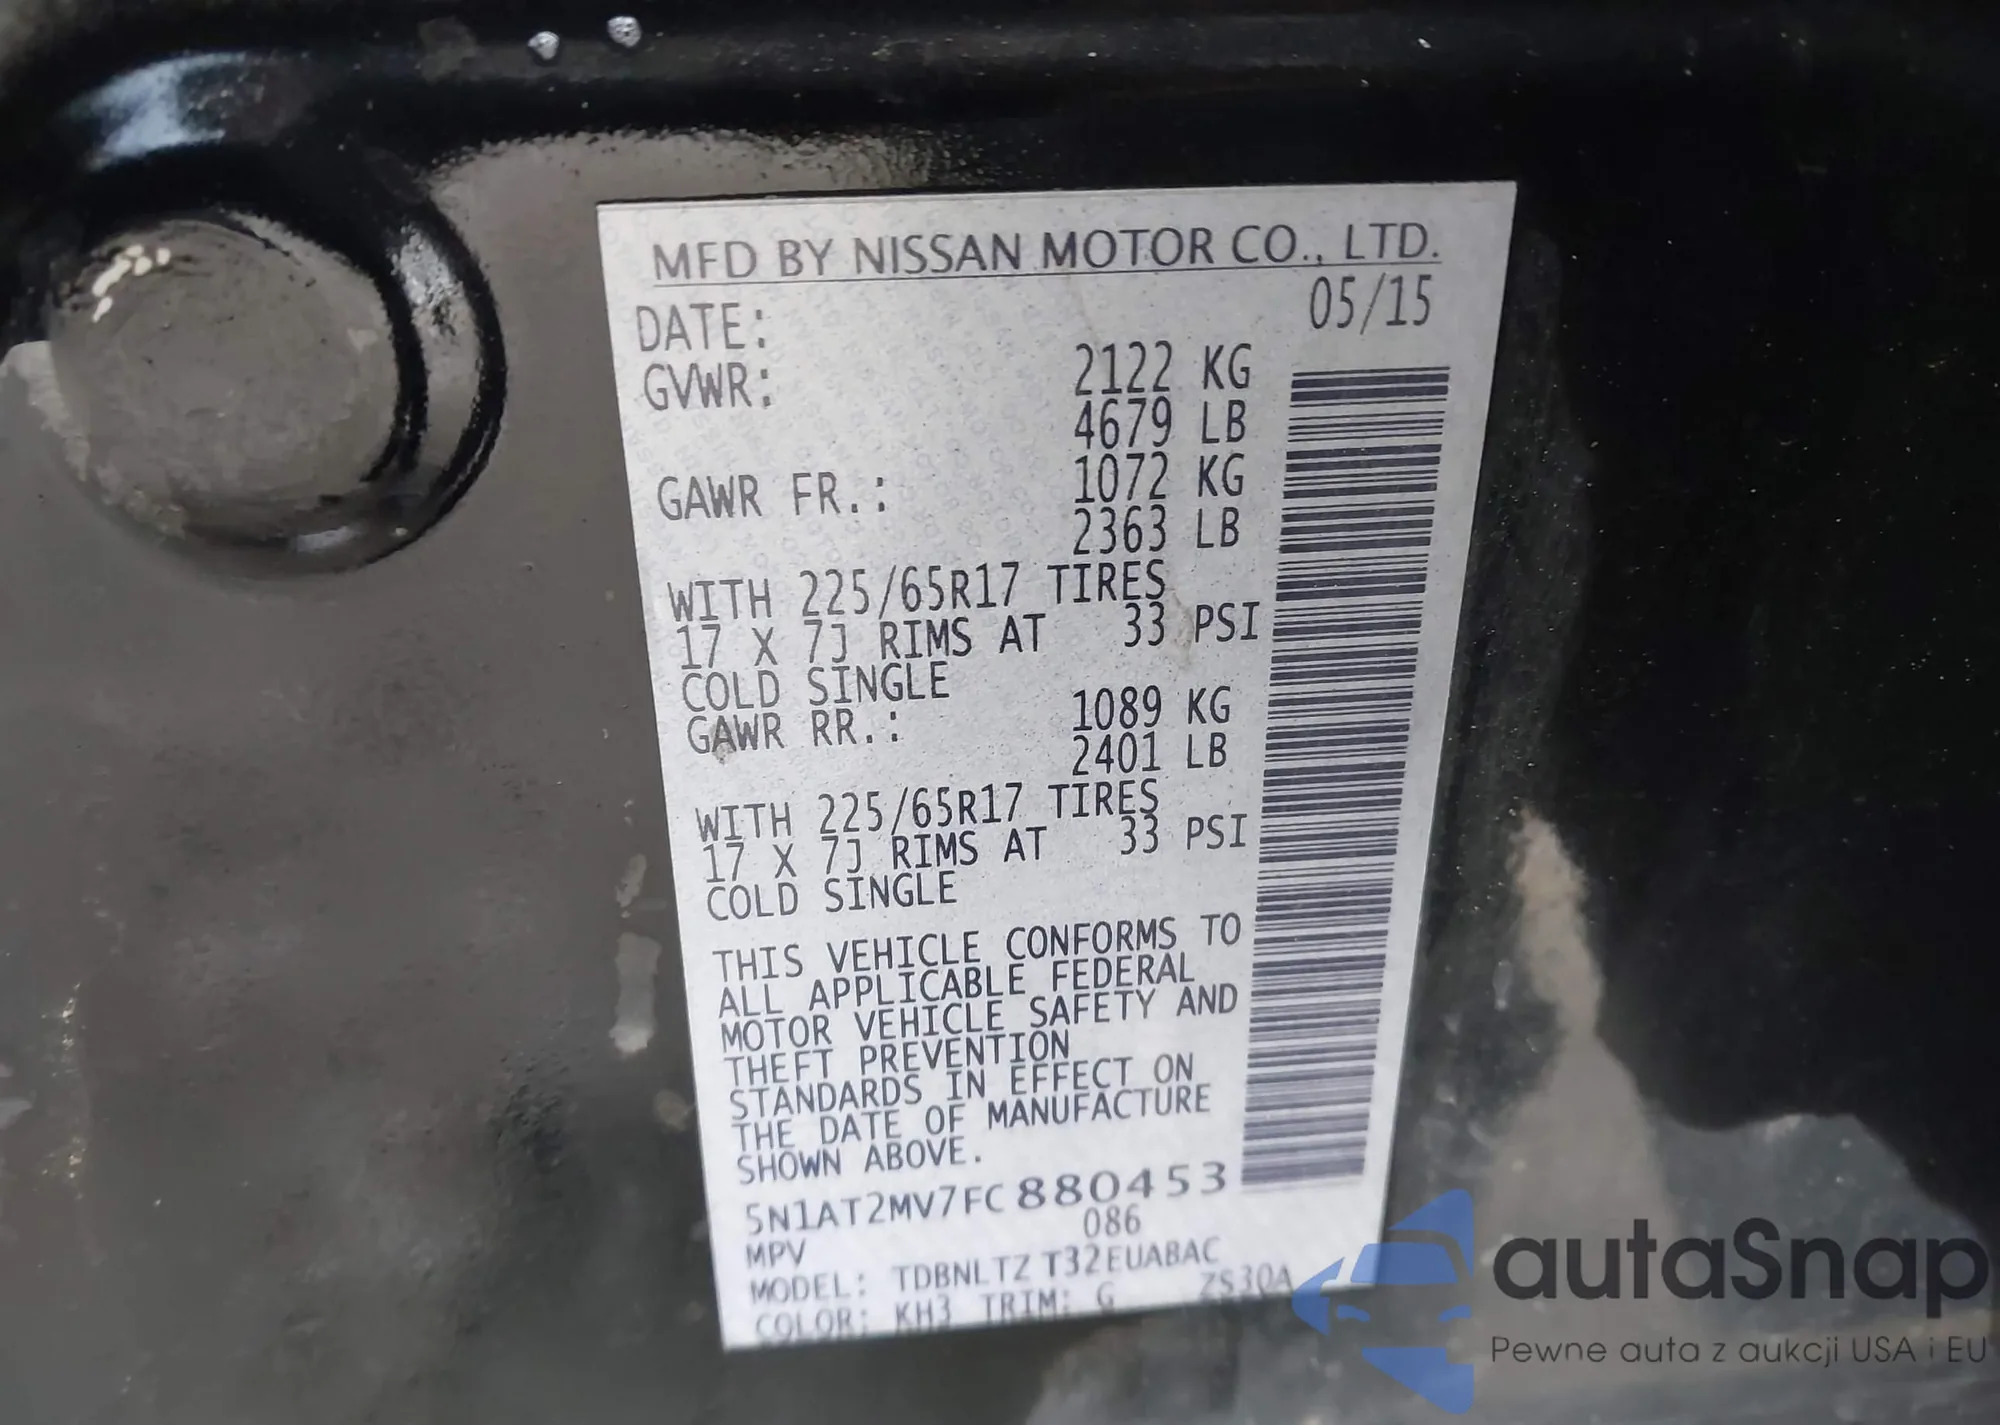 MFD BY NISSAN MOTOR CO., LTD.
DATE: 05/15
GVWR: 2122 KG
4679 LB
GAWR FR.: 1072 KG
2363 LB
WITH 225/65R17 TIRES
17 X 7J RIMS AT 33 PSI
COLD SINGLE
GAWR RR.: 1089 KG
2401 LB
WITH 225/65R17 TIRES
17 X 7J RIMS AT 33 PSI
COLD SINGLE
THIS VEHICLE CONFORMS TO
ALL APPLICABLE FEDERAL
MOTOR VEHICLE SAFETY AND
THEFT PREVENTION
STANDARDS IN EFFECT ON
THE DATE OF MANUFACTURE
SHOWN ABOVE.
5N1AT2MV7FC880453
086
MPV
MODEL: TDBNLTZ T32EUABAC
COLOR: KH3 TRIM: G ZS30A
autaSnap
Pewne auta z aukcji USA i EU